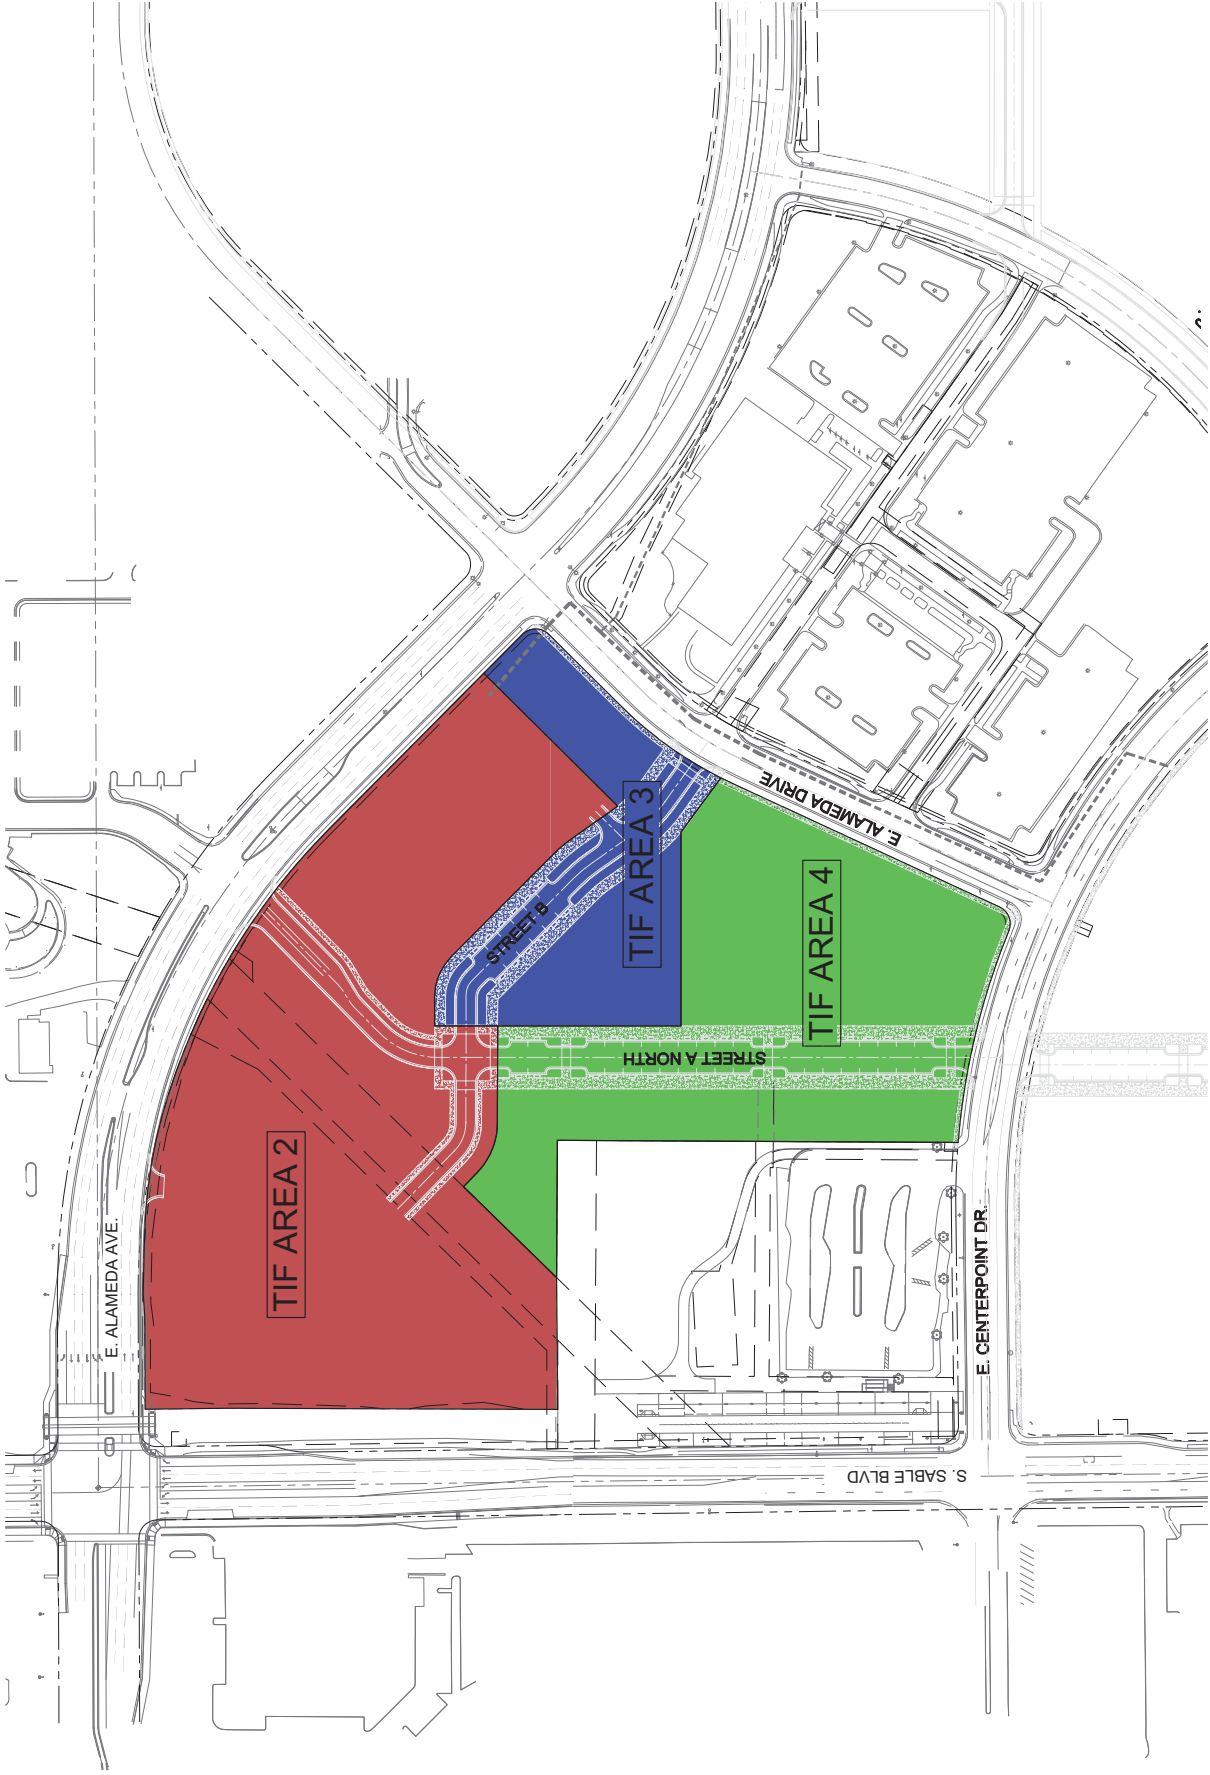 E. ALAMEDA AVE.
TIF AREA 2
STREET B
TIF AREA 3
E. ALAMEDA DRIVE
TIF AREA 4
STREET A NORTH
E. CENTERPOINT DR.
S. SABLE BLVD